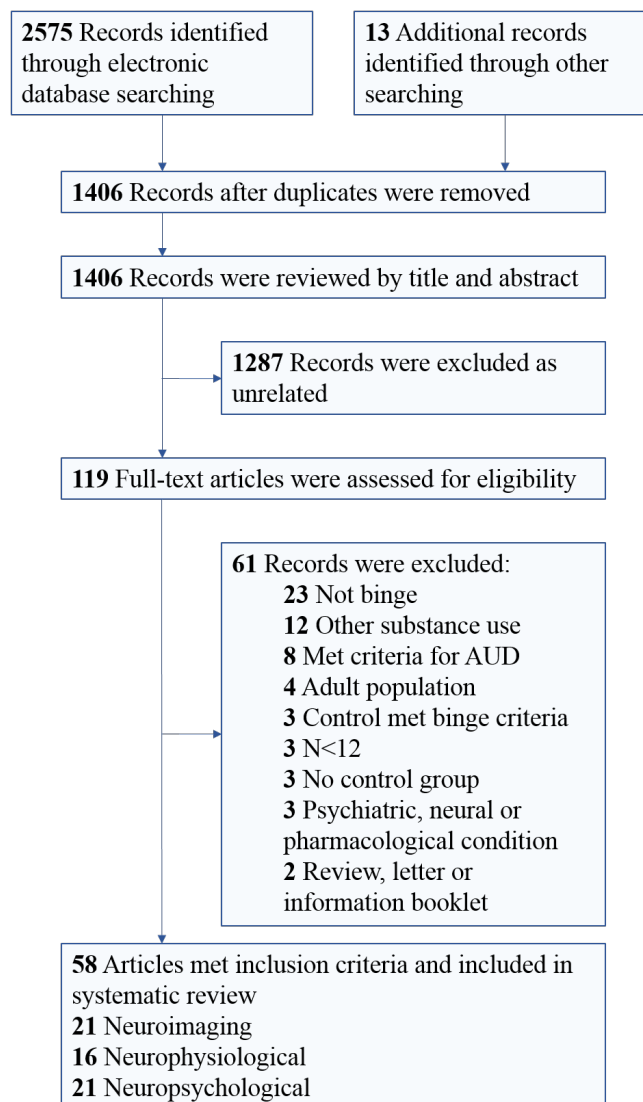 2575 Records identified
through electronic
database searching
13 Additional records
identified through other
searching
1406 Records after duplicates were removed
1406 Records were reviewed by title and abstract
1287 Records were excluded as
unrelated
119 Full-text articles were assessed for eligibility
61 Records were excluded:
23 Not binge
12 Other substance use
8 Met criteria for AUD
4 Adult population
3 Control met binge criteria
3 N<12
3 No control group
3 Psychiatric, neural or
pharmacological condition
2 Review, letter or
information booklet
58 Articles met inclusion criteria and included in
systematic review
21 Neuroimaging
16 Neurophysiological
21 Neuropsychological